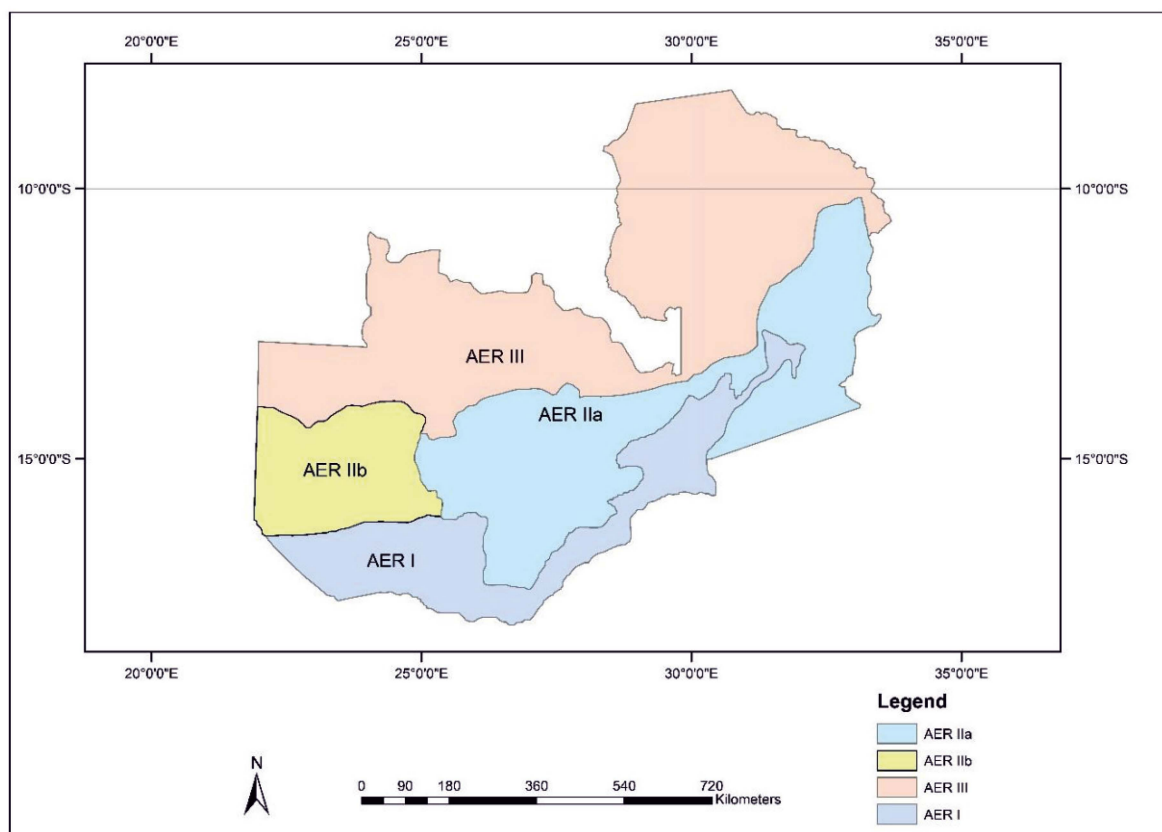 20°0'0"E 25°0'0"E 30°0'0"E 35°0'0"E
10°0'0"S 10°0'0"S
AER III
AER IIa
15°0'0"S AER IIb 15°0'0"S
AER I
20°0'0"E 25°0'0"E 30°0'0"E 35°0'0"E
Legend
AER IIa
AER IIb
AER III
AER I
N
0 90 180 360 540 720
Kilometers